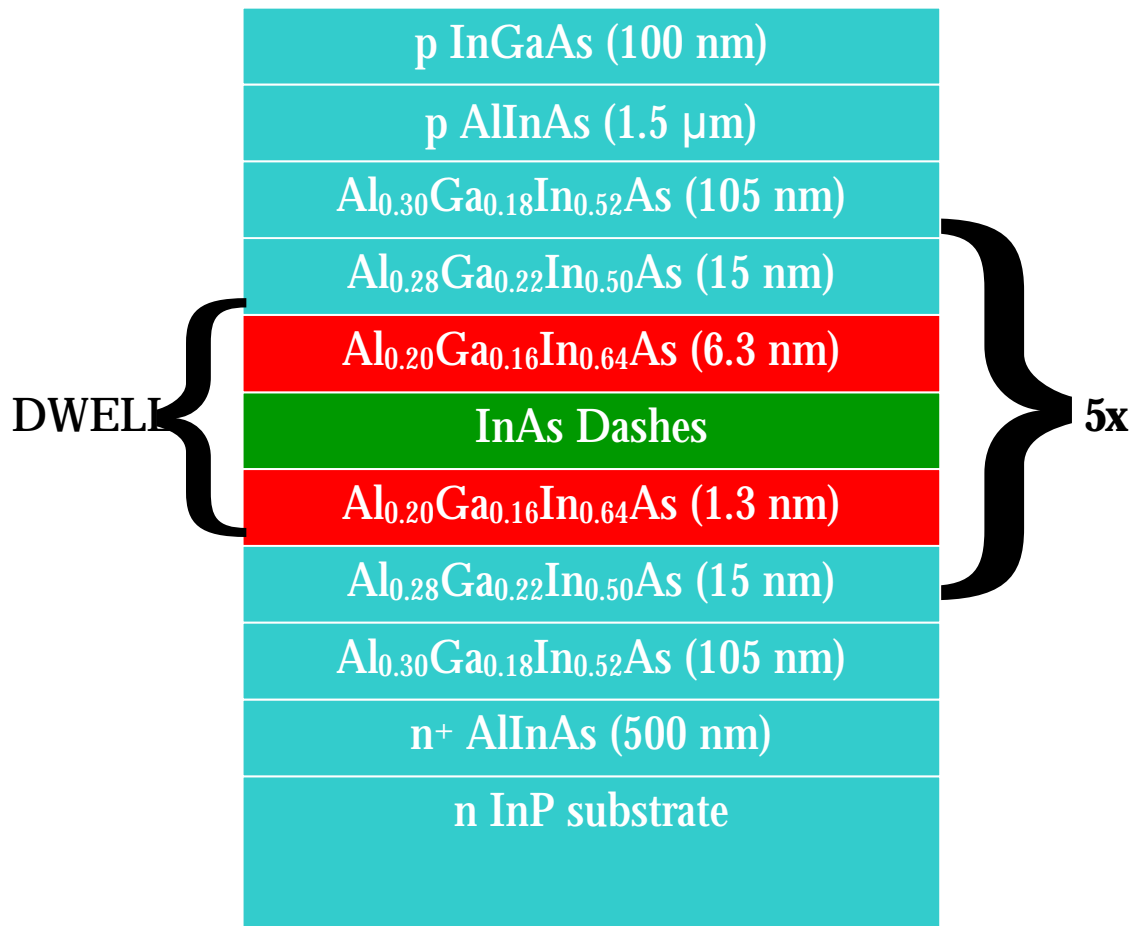 p InGaAs (100 nm)
p AlInAs (1.5 µm)
Al₀.₃₀Ga₀.₁₈In₀.₅₂As (105 nm)
Al₀.₂₈Ga₀.₂₂In₀.₅₀As (15 nm)
Al₀.₂₀Ga₀.₁₆In₀.₆₄As (6.3 nm)
DWELL
InAs Dashes
5x
Al₀.₂₀Ga₀.₁₆In₀.₆₄As (1.3 nm)
Al₀.₂₈Ga₀.₂₂In₀.₅₀As (15 nm)
Al₀.₃₀Ga₀.₁₈In₀.₅₂As (105 nm)
n⁺ AlInAs (500 nm)
n InP substrate